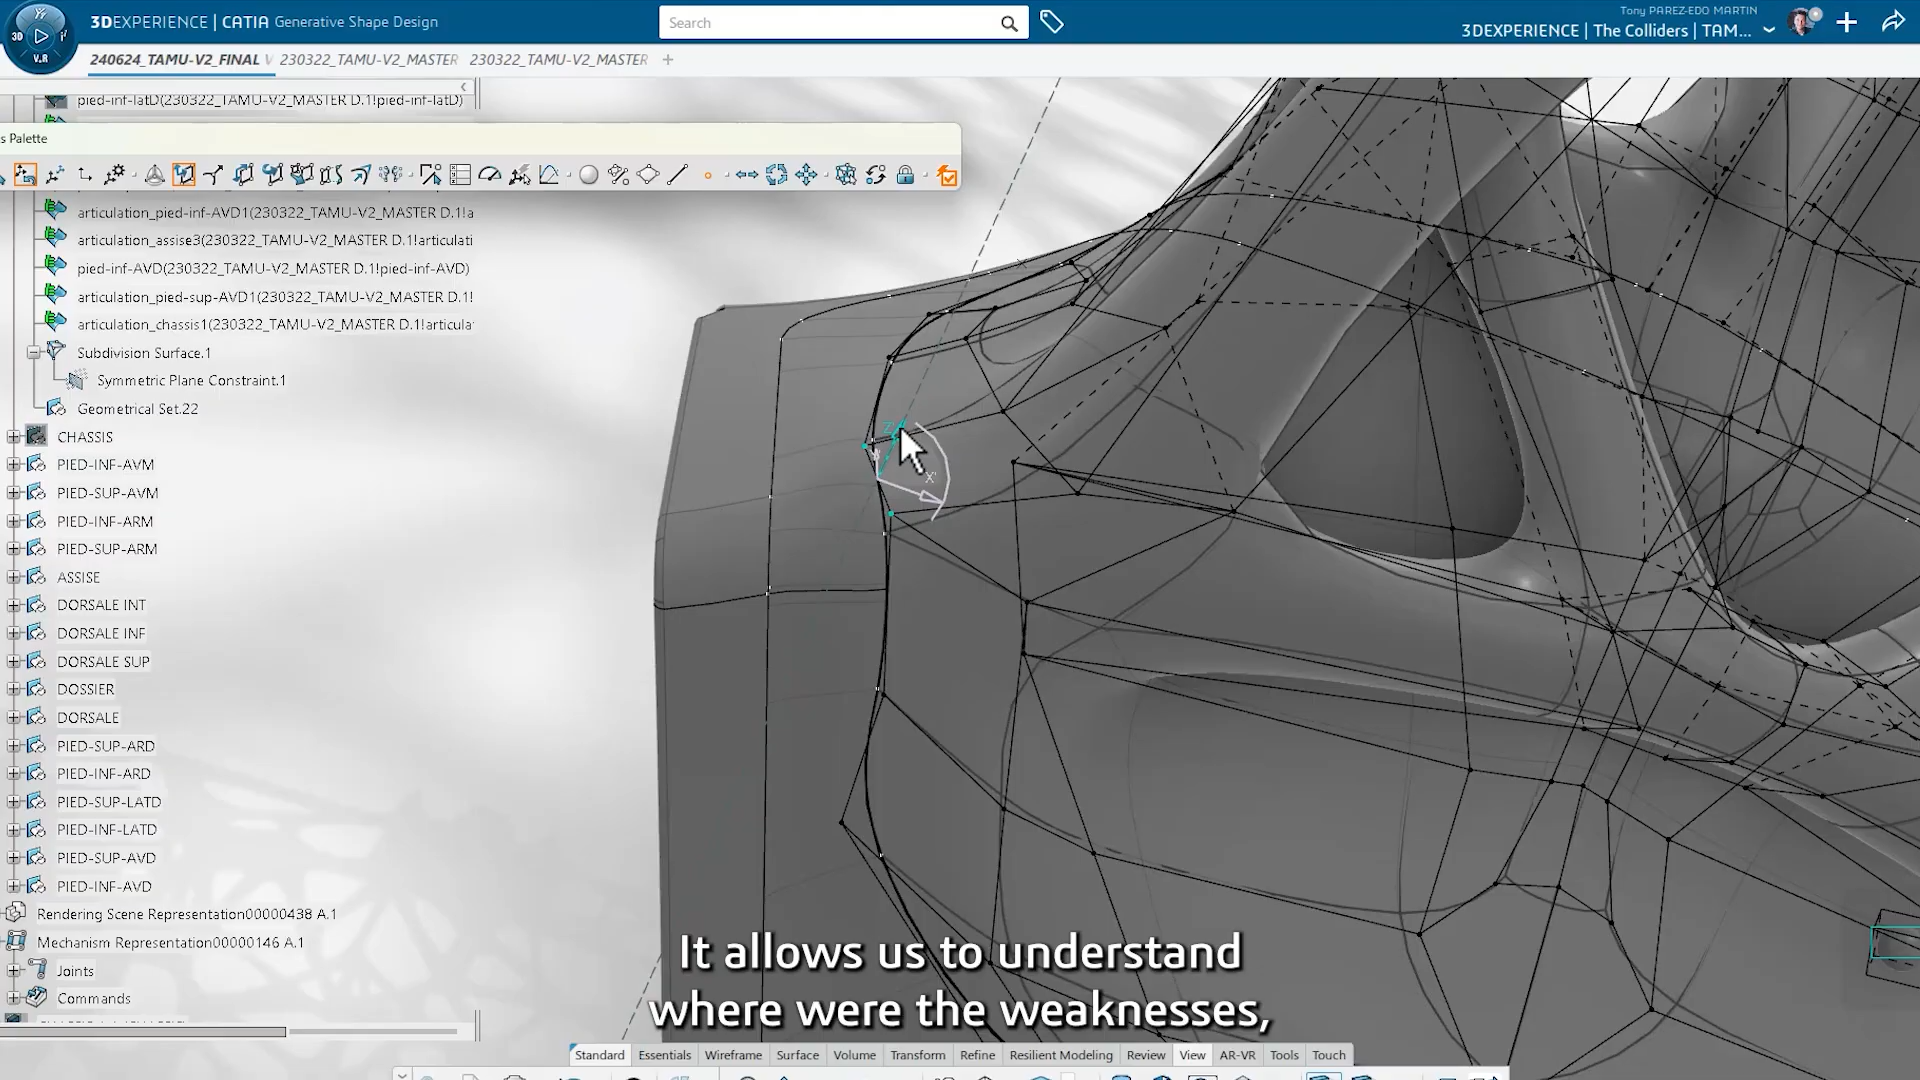 3DEXPERIENCE | CATIA Generative Shape Design
Search
Tony PAREZ-EDO MARTIN
3DEXPERIENCE | The Colliders | TAM...
3D
V.R
240624_TAMU-V2_FINAL
230322_TAMU-V2_MASTER
230322_TAMU-V2_MASTER
pied-inf-latD(230322_TAMU-V2_MASTER D.1!pied-inf-latD)
s Palette
articulation_pied-inf-AVD1(230322_TAMU-V2_MASTER D.1!a
articulation_assise3(230322_TAMU-V2_MASTER D.1!articulati
pied-inf-AVD(230322_TAMU-V2_MASTER D.1!pied-inf-AVD)
articulation_pied-sup-AVD1(230322_TAMU-V2_MASTER D.1!
articulation_chassis1(230322_TAMU-V2_MASTER D.1!articula
Subdivision Surface.1
Symmetric Plane Constraint.1
Geometrical Set.22
CHASSIS
PIED-INF-AVM
PIED-SUP-AVM
PIED-INF-ARM
PIED-SUP-ARM
ASSISE
DORSALE INT
DORSALE INF
DORSALE SUP
DOSSIER
DORSALE
PIED-SUP-ARD
PIED-INF-ARD
PIED-SUP-LATD
PIED-INF-LATD
PIED-SUP-AVD
PIED-INF-AVD
Rendering Scene Representation00000438 A.1
Mechanism Representation00000146 A.1
Joints
Commands
Z
X
It allows us to understand
where were the weaknesses,
Standard Essentials Wireframe Surface Volume Transform Refine Resilient Modeling Review View AR-VR Tools Touch